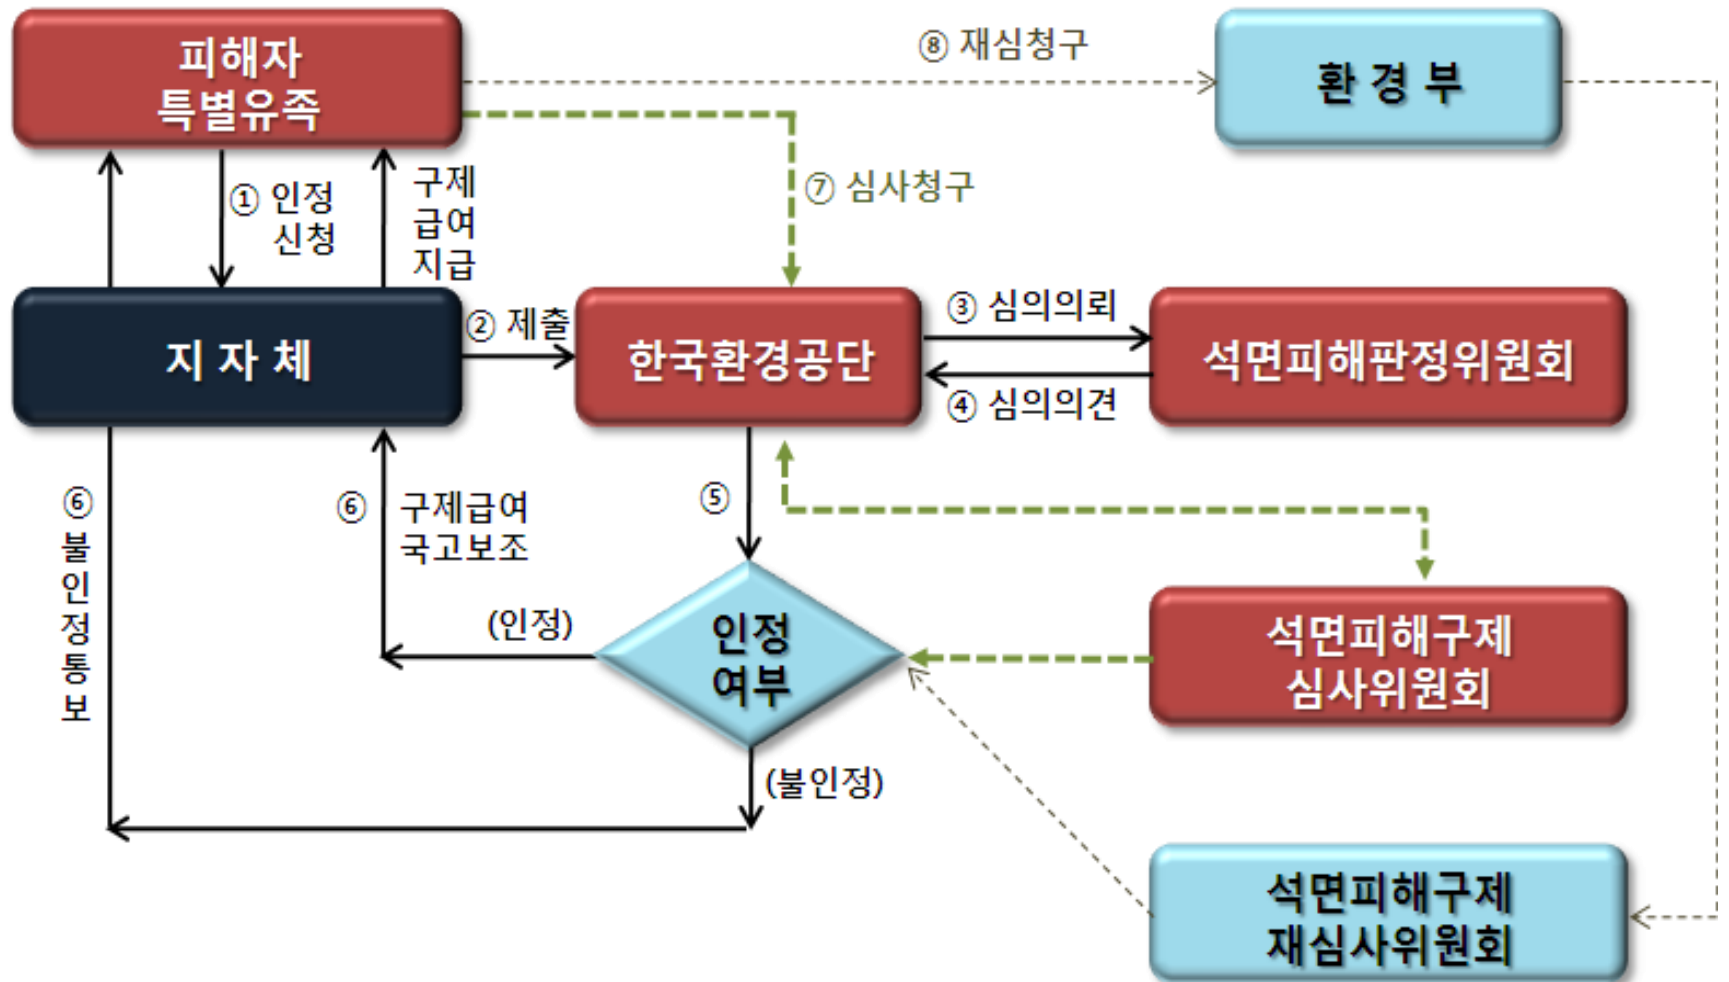 피해자
특별유족
⑧ 재심청구
환 경 부
① 인정
신청
구제
급여
지급
⑦ 심사청구
지 자 체
② 제출
한국환경공단
③ 심의의뢰
④ 심의의견
석면피해판정위원회
⑥
불
인
정
통
보
⑥ 구제급여
국고보조
⑤
(인정)
인정
여부
(불인정)
석면피해구제
심사위원회
석면피해구제
재심사위원회